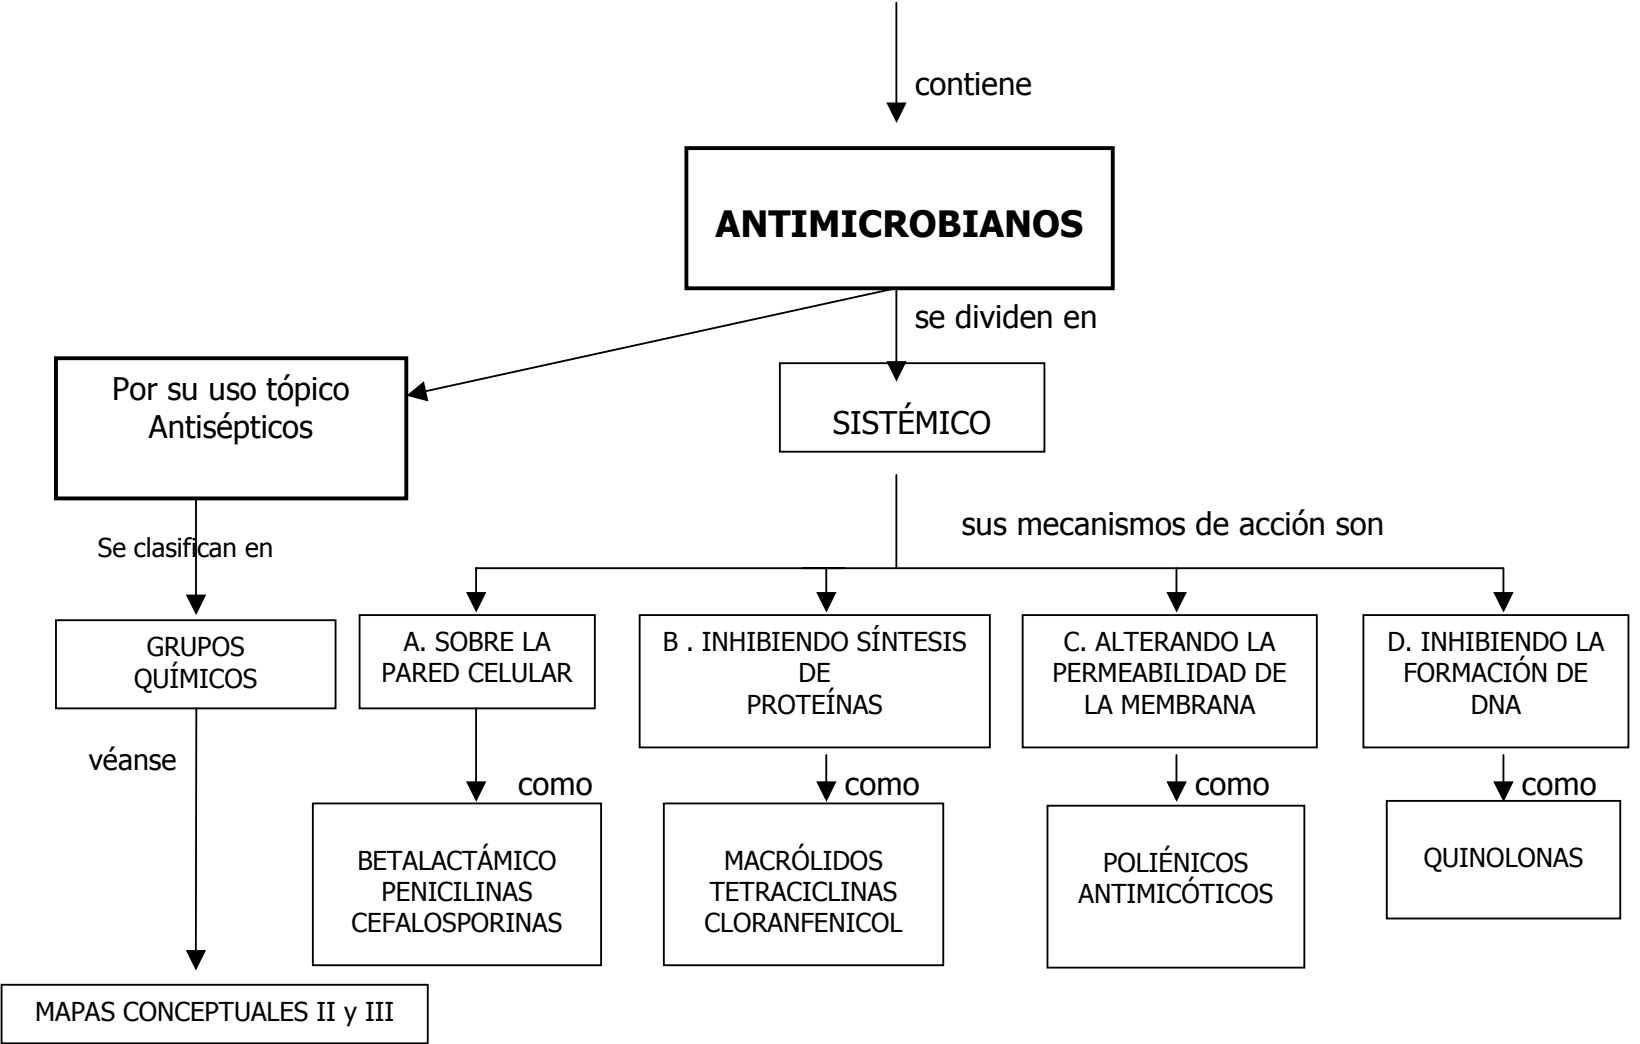 contiene
ANTIMICROBIANOS
se dividen en
Por su uso tópico
Antisépticos
SISTÉMICO
sus mecanismos de acción son
Se clasifican en
GRUPOS
QUÍMICOS
A. SOBRE LA
PARED CELULAR
B . INHIBIENDO SÍNTESIS
DE
PROTEÍNAS
C. ALTERANDO LA
PERMEABILIDAD DE
LA MEMBRANA
D. INHIBIENDO LA
FORMACIÓN DE
DNA
véanse
como
como
como
como
BETALACTÁMICO
PENICILINAS
CEFALOSPORINAS
MACRÓLIDOS
TETRACICLINAS
CLORANFENICOL
POLIÉNICOS
ANTIMICÓTICOS
QUINOLONAS
MAPAS CONCEPTUALES II y III